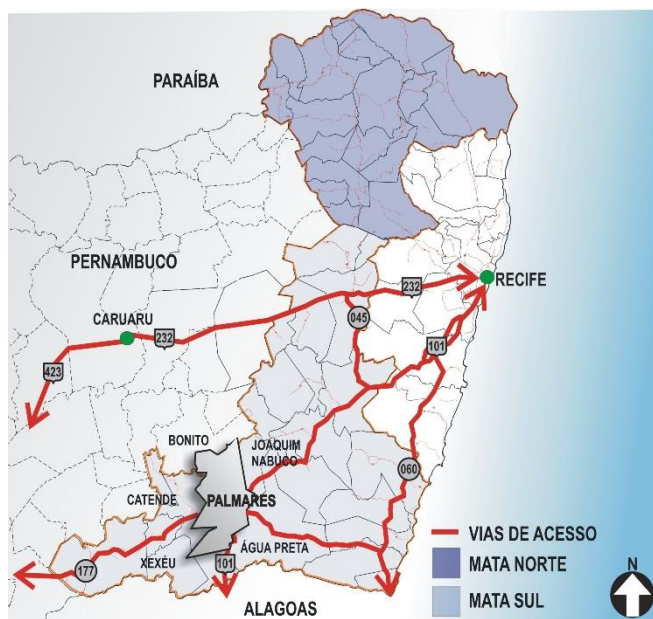 PARAÍBA
PERNAMBUCO
RECIFE
232
CARUARU
232
045
101
423
BONITO
JOAQUIM
NABUCO
060
CATENDE
PALMARES
XEXÉU
ÁGUA PRETA
101
177
ALAGOAS
VIAS DE ACESSO
MATA NORTE
MATA SUL
N